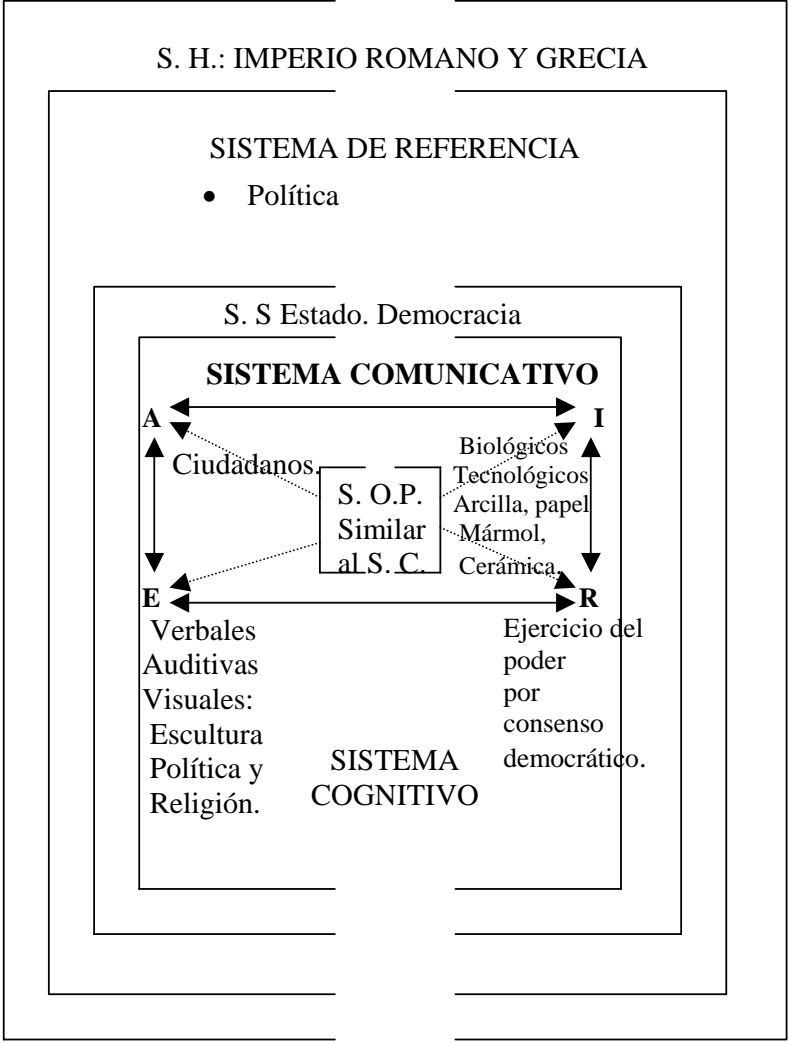 S. H.: IMPERIO ROMANO Y GRECIA
SISTEMA DE REFERENCIA
• Política
S. S Estado. Democracia
SISTEMA COMUNICATIVO
A
I
Ciudadanos.
Biológicos
Tecnológicos
Arcilla, papel
Mármol,
Cerámica.
S. O.P.
Similar
al S. C.
E
R
Verbales
Auditivas
Visuales:
Escultura
Política y
Religión.
Ejercicio del
poder
por
consenso
democrático.
SISTEMA
COGNITIVO